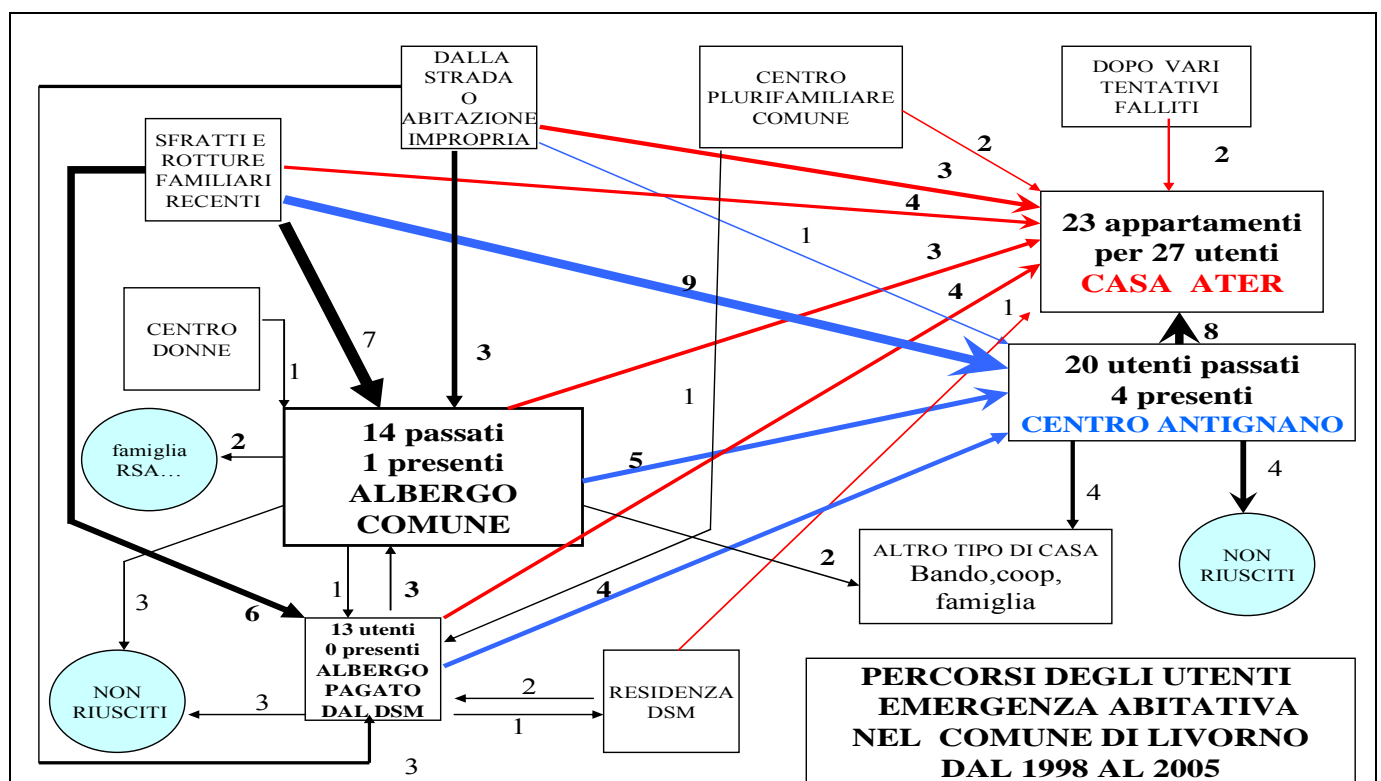 DALLA
STRADA
O
ABITAZIONE
IMPROPRIA
CENTRO
PLURIFAMILIARE
COMUNE
DOPO VARI
TENTATIVI
FALLITI
SFRATTI E
ROTTURE
FAMILIARI
RECENTI
2
2
3
4
23 appartamenti
per 27 utenti
CASA ATER
1
3
9
4
1
CENTRO
DONNE
7
3
8
1
1
20 utenti passati
4 presenti
CENTRO ANTIGNANO
famiglia
RSA…
2
14 passati
1 presenti
ALBERGO
COMUNE
5
4
4
ALTRO TIPO DI CASA
Bando,coop,
famiglia
NON
RIUSCITI
3
1
3
2
4
6
13 utenti
0 presenti
ALBERGO
PAGATO
DAL DSM
NON
RIUSCITI
3
2
1
RESIDENZA
DSM
3
PERCORSI DEGLI UTENTI
EMERGENZA ABITATIVA
NEL COMUNE DI LIVORNO
DAL 1998 AL 2005